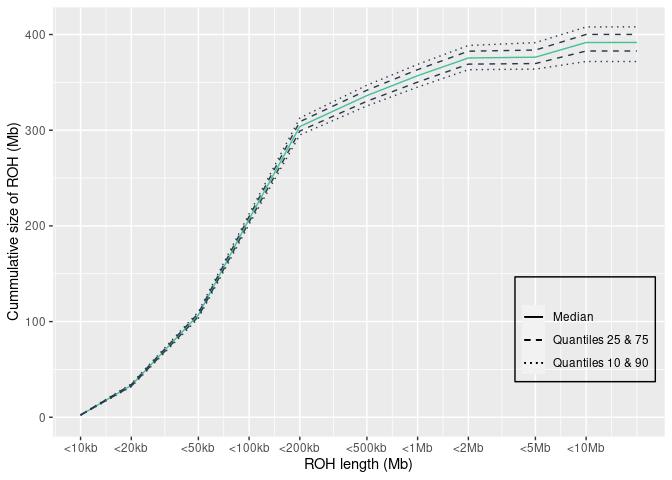 Cummulative size of ROH (Mb)
400
300
200
100
0
Median
Quantiles 25 & 75
Quantiles 10 & 90
<10kb <20kb <50kb <100kb <200kb <500kb <1Mb <2Mb <5Mb <10Mb
ROH length (Mb)